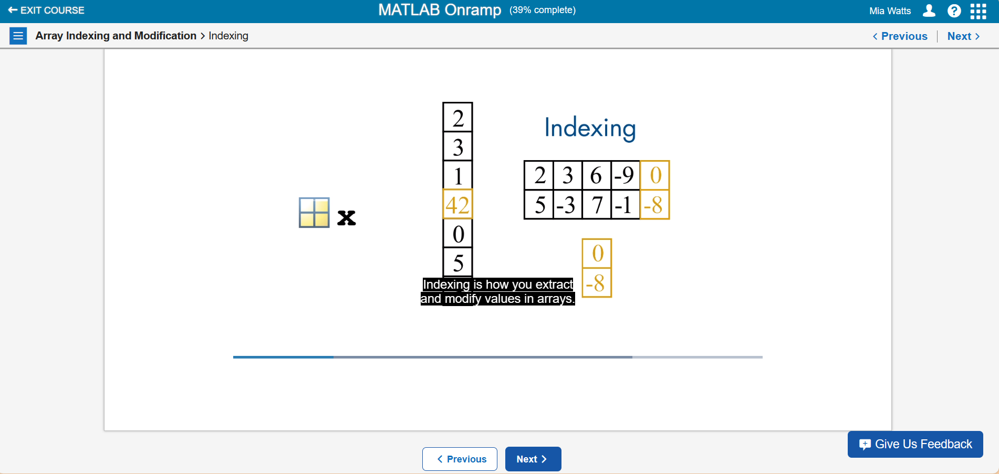 EXIT COURSE
MATLAB Onramp (39% complete)
Mia Watts
?
Array Indexing and Modification > Indexing
< Previous
Next >
x
2
3
1
42
0
5
Indexing
2 3 6 -9 0
5 -3 7 -1 -8
0
-8
Indexing is how you extract
and modify values in arrays.
< Previous
Next >
Give Us Feedback